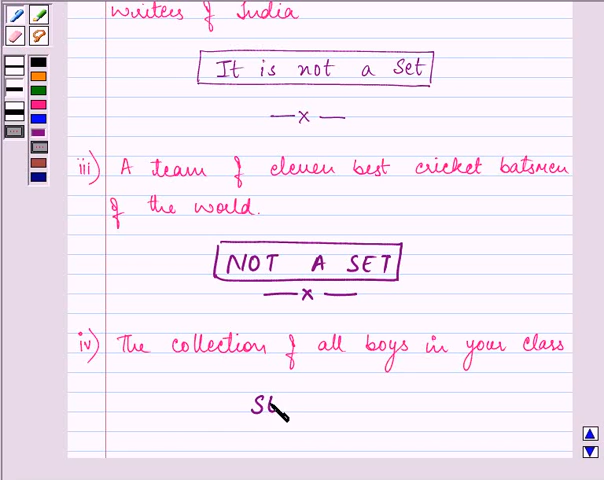 writers of India
It is not a set
x
iii) A team of eleven best cricket batsmen
of the world.
NOT A SET
x
iv) The collection of all boys in your class